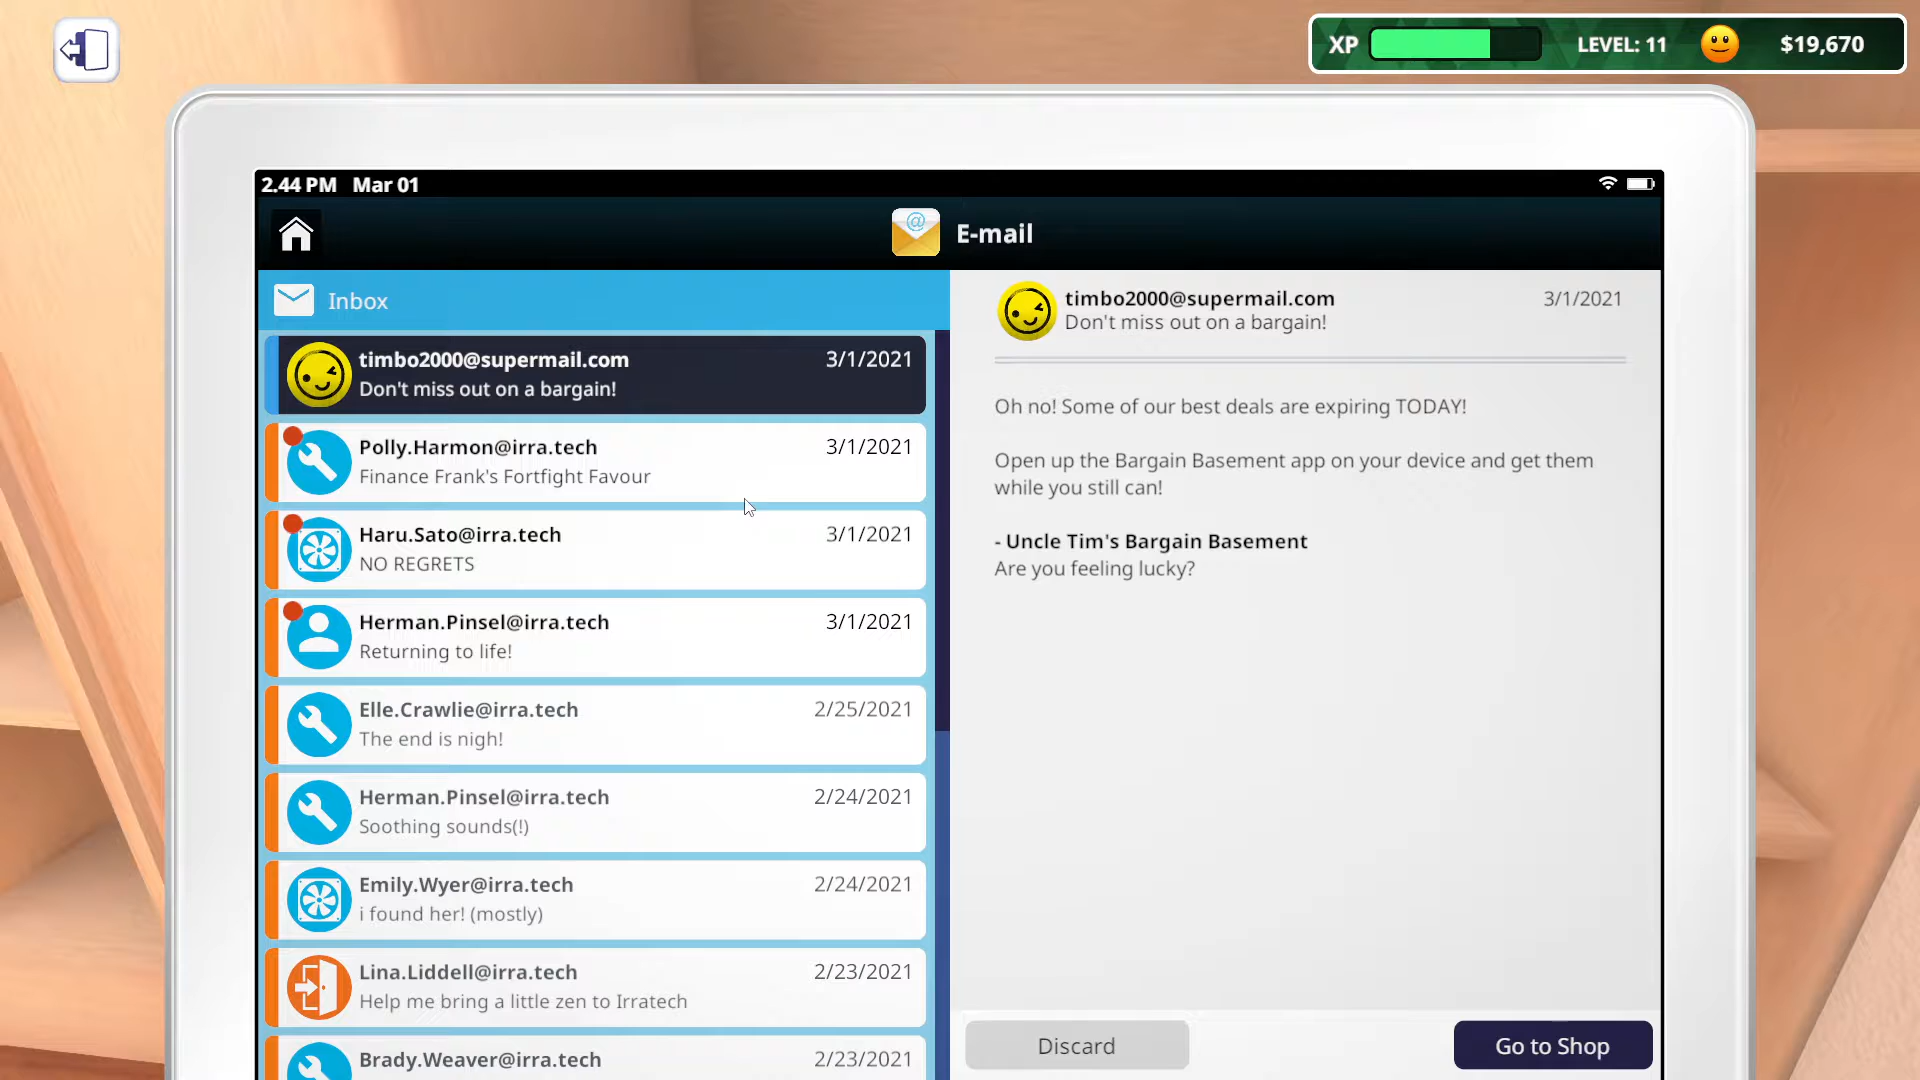 XP
LEVEL: 11
$19,670
2.44 PM Mar 01
@ E-mail
Inbox
timbo2000@supermail.com 3/1/2021
Don't miss out on a bargain!
Polly.Harmon@irra.tech 3/1/2021
Finance Frank's Fortfight Favour
Haru.Sato@irra.tech 3/1/2021
NO REGRETS
Herman.Pinsel@irra.tech 3/1/2021
Returning to life!
Elle.Crawlie@irra.tech 2/25/2021
The end is nigh!
Herman.Pinsel@irra.tech 2/24/2021
Soothing sounds(!)
Emily.Wyer@irra.tech 2/24/2021
i found her! (mostly)
Lina.Liddell@irra.tech 2/23/2021
Help me bring a little zen to Irratech
Brady.Weaver@irra.tech 2/23/2021
timbo2000@supermail.com 3/1/2021
Don't miss out on a bargain!
Oh no! Some of our best deals are expiring TODAY!
Open up the Bargain Basement app on your device and get them
while you still can!
- Uncle Tim's Bargain Basement
Are you feeling lucky?
Discard
Go to Shop